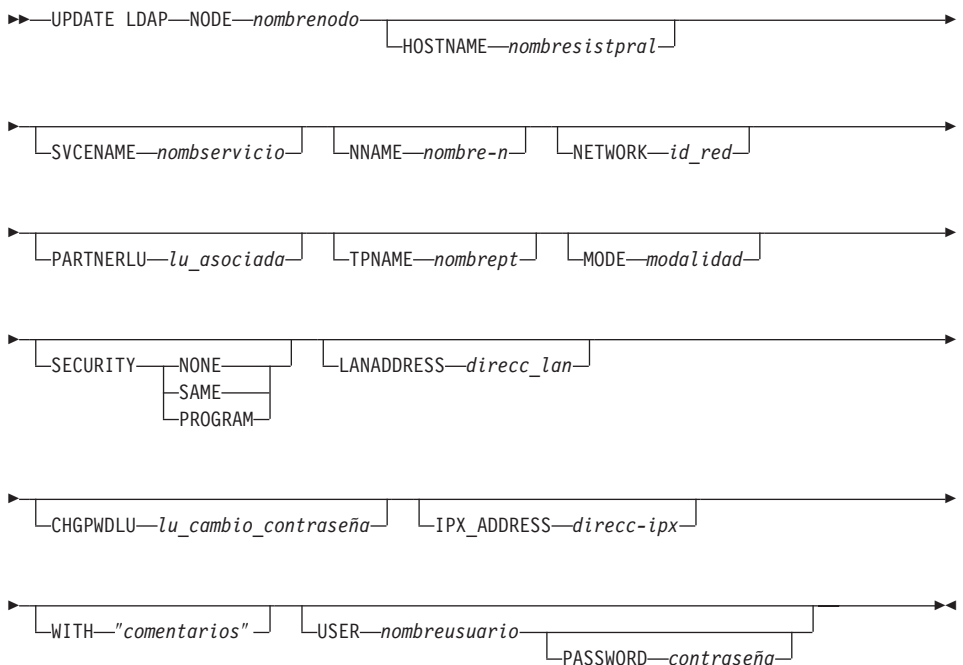 UPDATE LDAP NODE nombrenodo
HOSTNAME nombresistpral
SVCENAME nombservicio NNAME nombre-n NETWORK id_red
PARTNERLU lu_asociada TPNAME nombrept MODE modalidad
SECURITY NONE LANADDRESS direcc_lan
SAME
PROGRAM
CHGPWDLU lu_cambio_contraseña IPX_ADDRESS direcc-ipx
WITH "comentarios" USER nombreusuario
PASSWORD contraseña